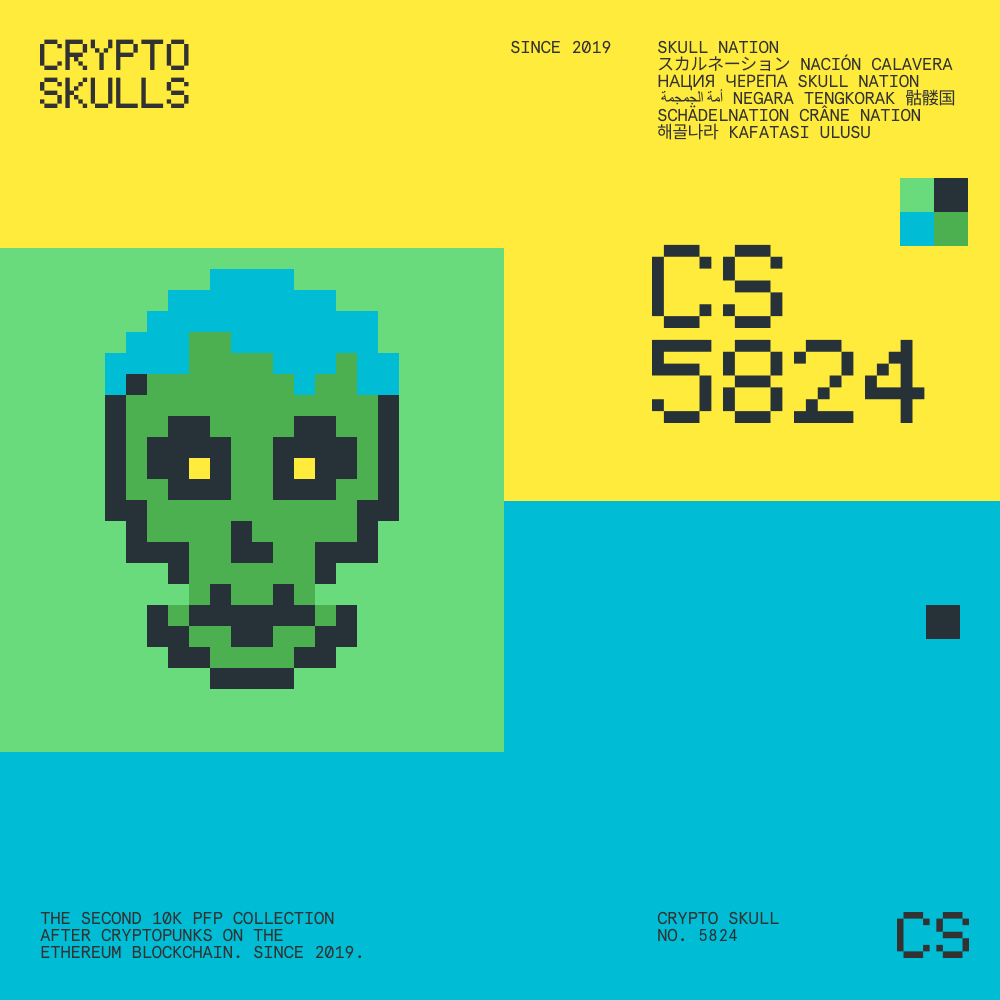 CRYPTO
SKULLS
SINCE 2019
SKULL NATION
スカルネーション NACIÓN CALAVERA
НАЦИЯ ЧЕРЕПА SKULL NATION
أمة الجمجمة NEGARA TENGKORAK 骷髅国
SCHÄDELNATION CRÂNE NATION
해골나라 KAFATASI ULUSU
CS
5824
THE SECOND 10K PFP COLLECTION
AFTER CRYPTOPUNKS ON THE
ETHEREUM BLOCKCHAIN. SINCE 2019.
CRYPTO SKULL
NO. 5824
CS